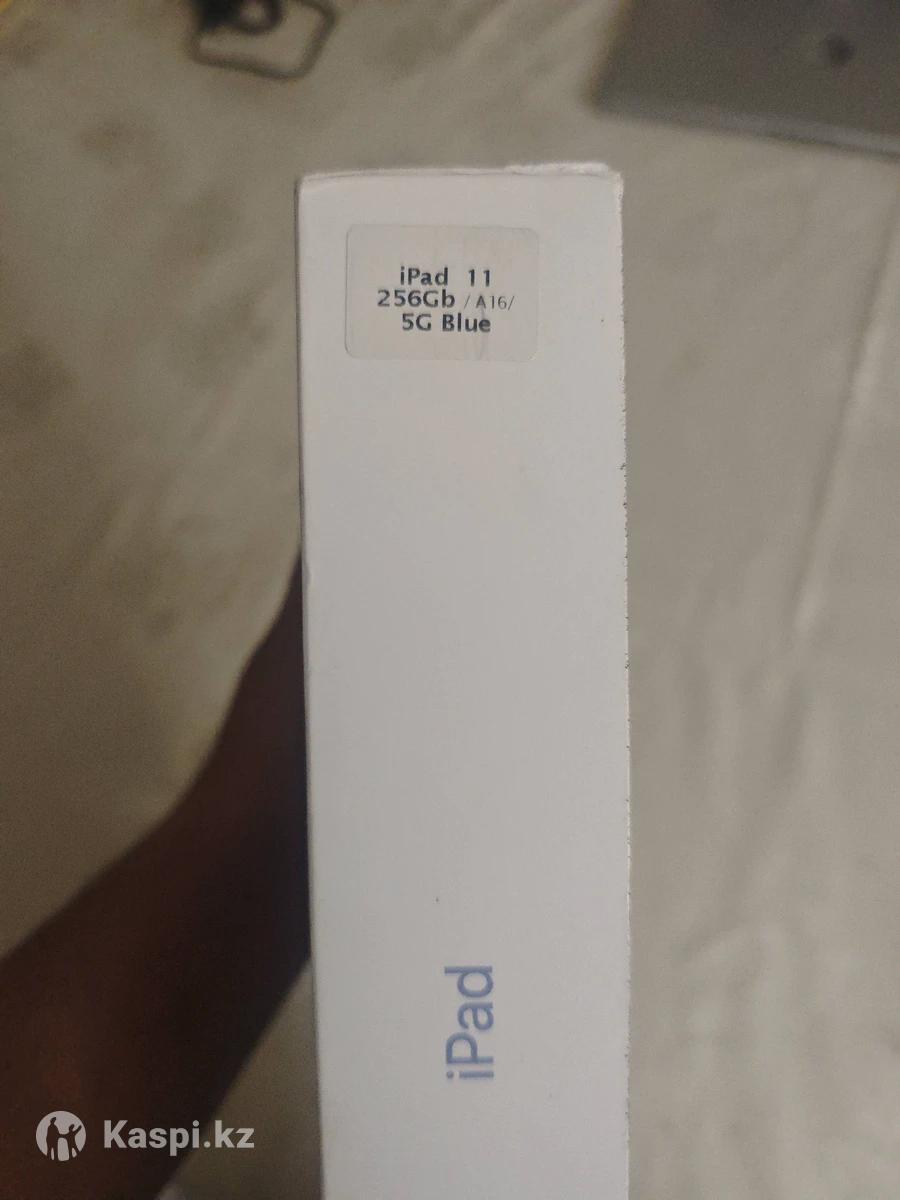 iPad 11
256Gb /A16/
5G Blue
iPad
Kaspi.kz